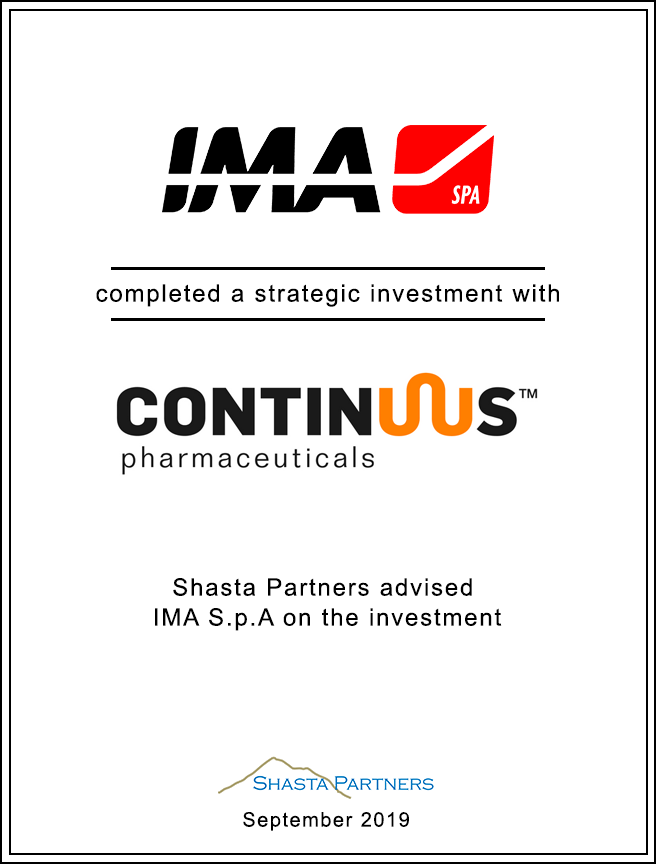 IMA SPA
completed a strategic investment with
CONTINUUS™
pharmaceuticals
Shasta Partners advised
IMA S.p.A on the investment
SHASTA PARTNERS
September 2019